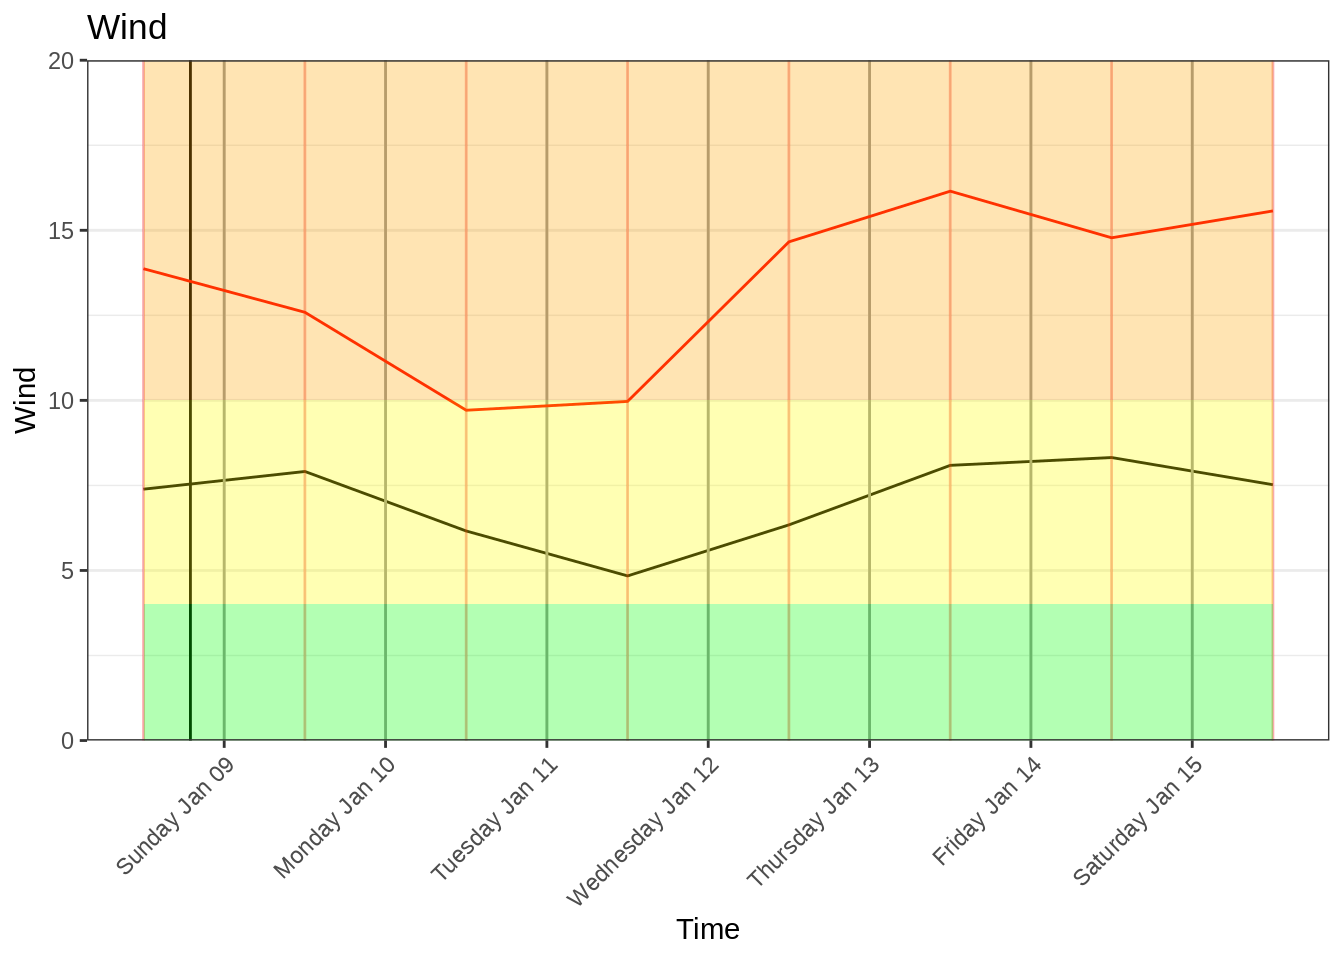 Wind
20
15
10
5
0
Wind
Sunday Jan 09
Monday Jan 10
Tuesday Jan 11
Wednesday Jan 12
Thursday Jan 13
Friday Jan 14
Saturday Jan 15
Time